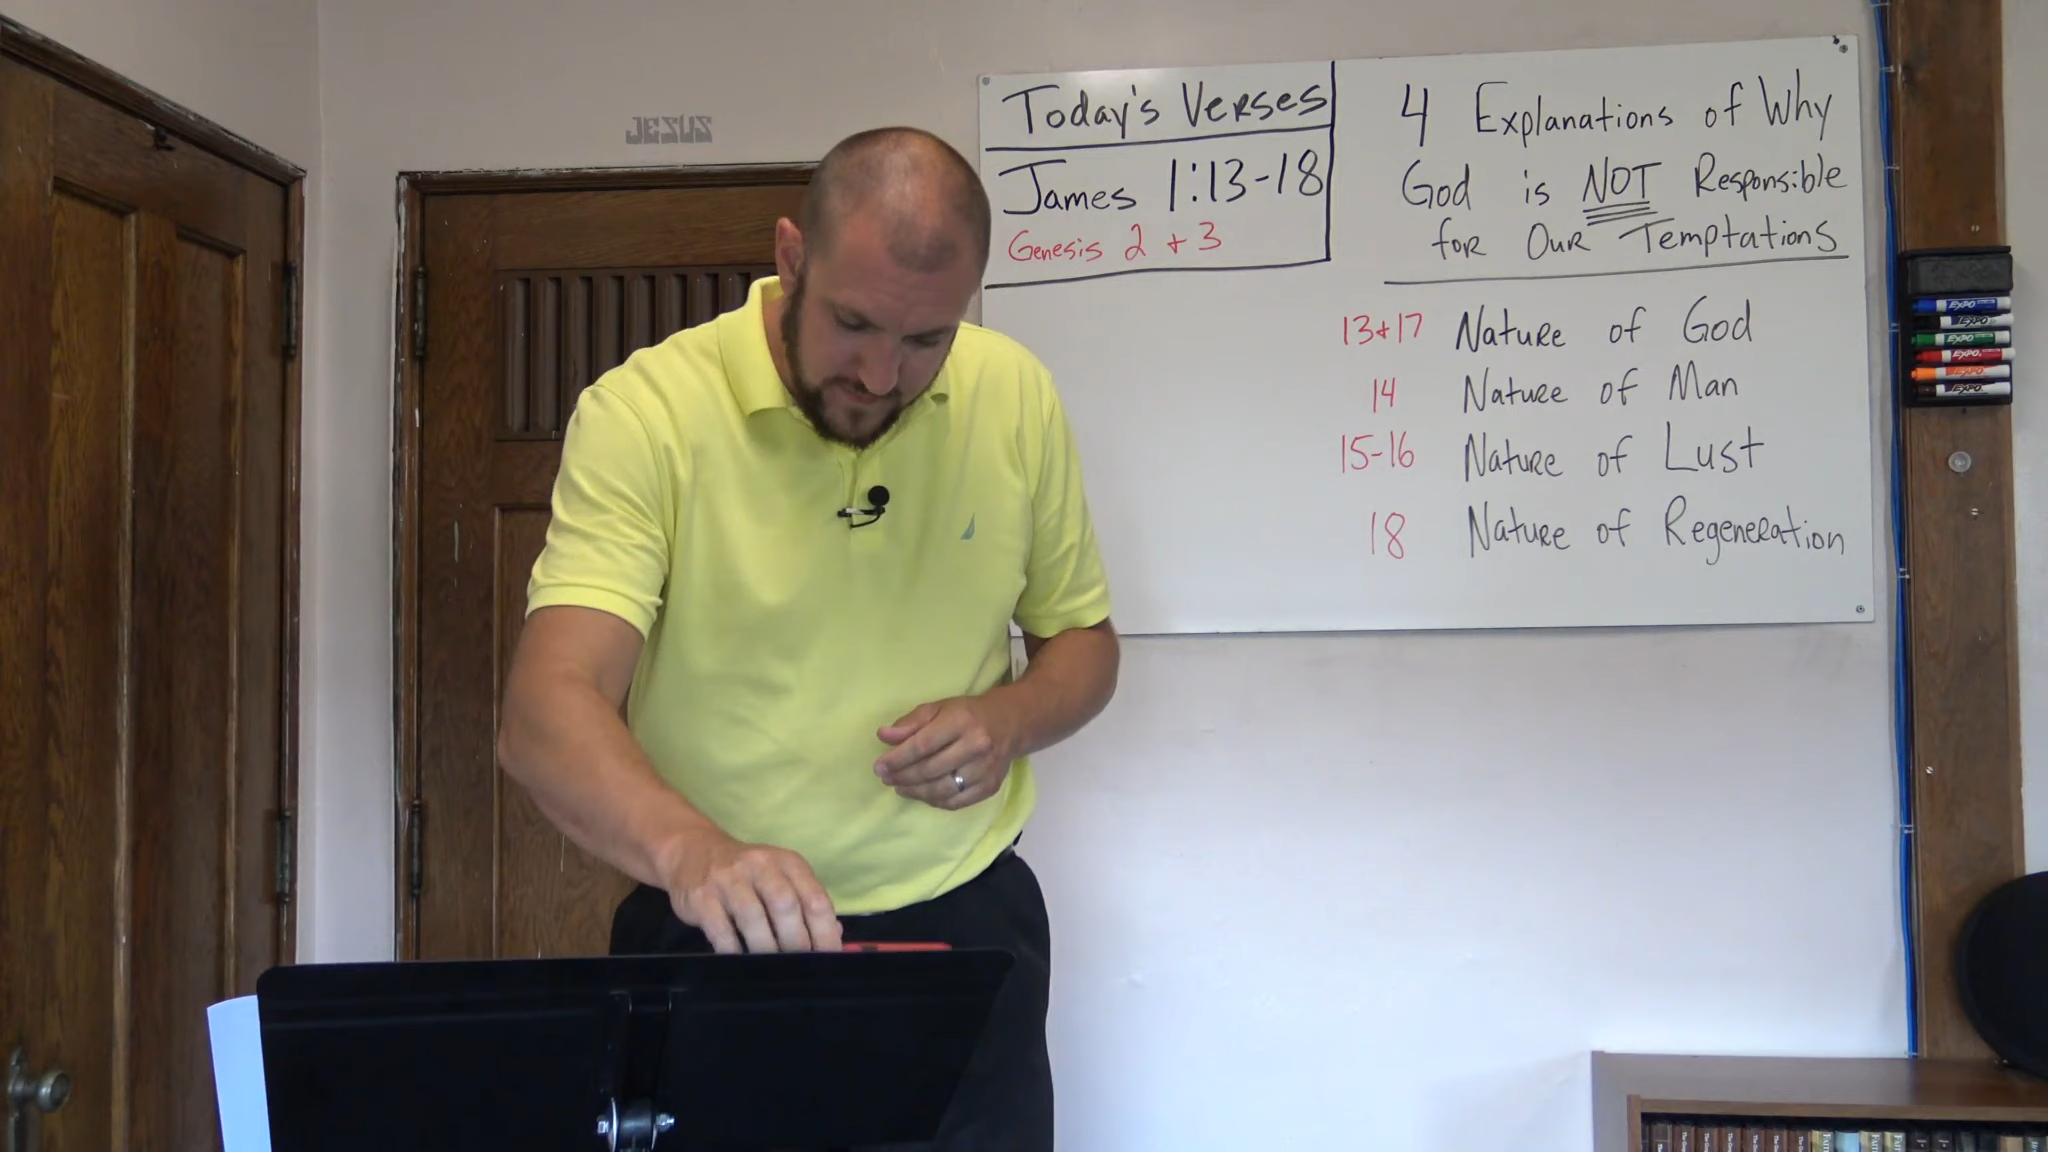 JESUS
Today's Verses
James 1:13-18
Genesis 2 + 3
4 Explanations of Why
God is NOT Responsible
for Our Temptations
13+17 Nature of God
14 Nature of Man
15-16 Nature of Lust
18 Nature of Regeneration
EXPO
EXPO
EXPO
EXPO
EXPO
EXPO